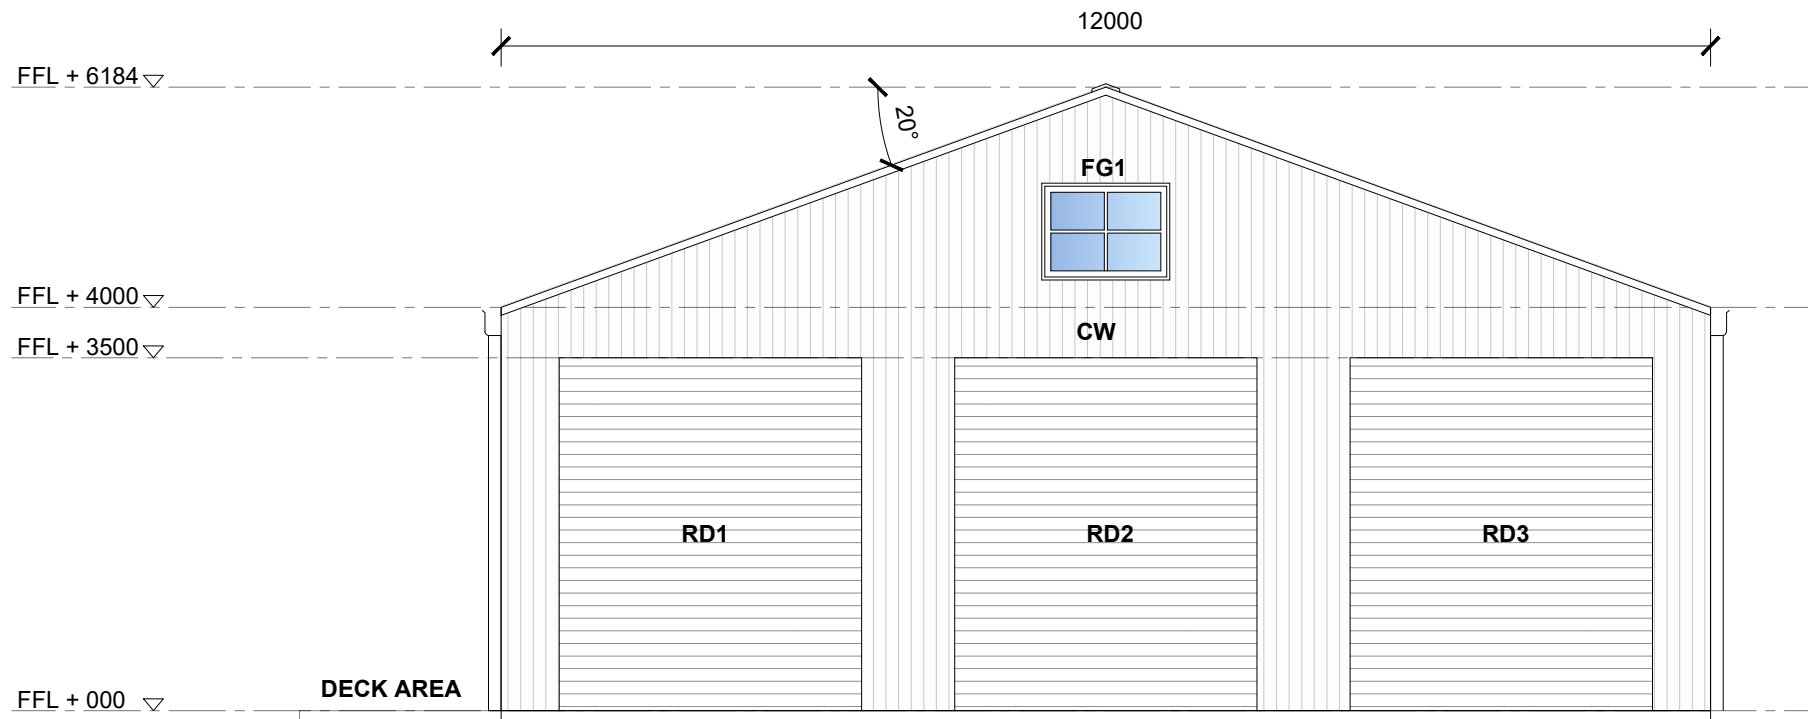 12000
FFL + 6184
20°
FG1
FFL + 4000
CW
FFL + 3500
RD1
RD2
RD3
DECK AREA
FFL + 000